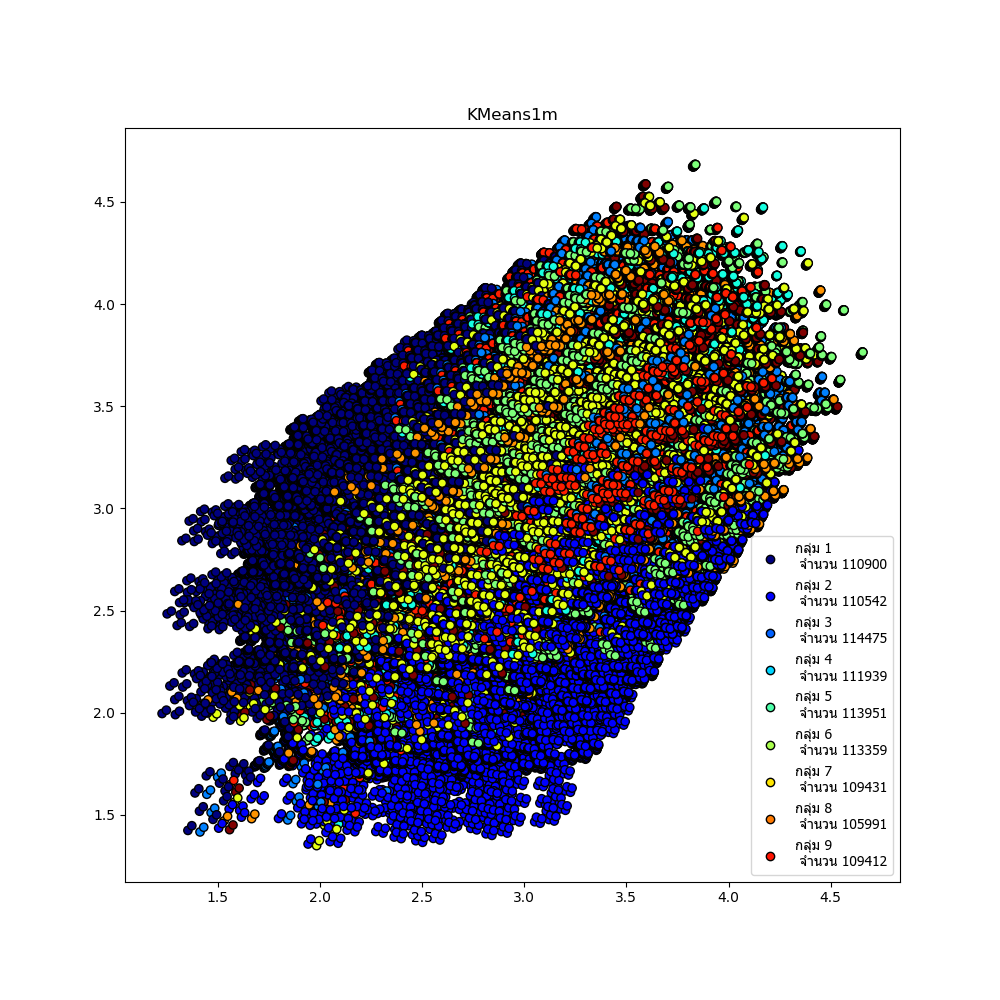 KMeans1m
4.5
4.0
3.5
3.0
2.5
2.0
1.5
1.5 2.0 2.5 3.0 3.5 4.0 4.5
กลุ่ม 1
จำนวน 110900
กลุ่ม 2
จำนวน 110542
กลุ่ม 3
จำนวน 114475
กลุ่ม 4
จำนวน 111939
กลุ่ม 5
จำนวน 113951
กลุ่ม 6
จำนวน 113359
กลุ่ม 7
จำนวน 109431
กลุ่ม 8
จำนวน 105991
กลุ่ม 9
จำนวน 109412